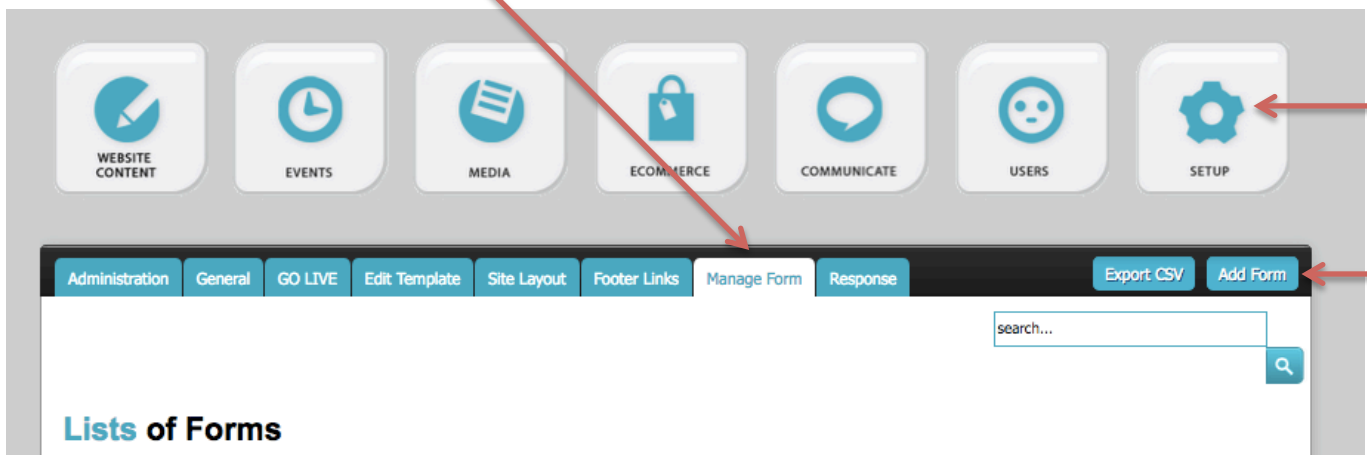 WEBSITE
CONTENT
EVENTS
MEDIA
ECOMMERCE
COMMUNICATE
USERS
SETUP
Administration General GO LIVE Edit Template Site Layout Footer Links Manage Form Response Export CSV Add Form
search...
Lists of Forms